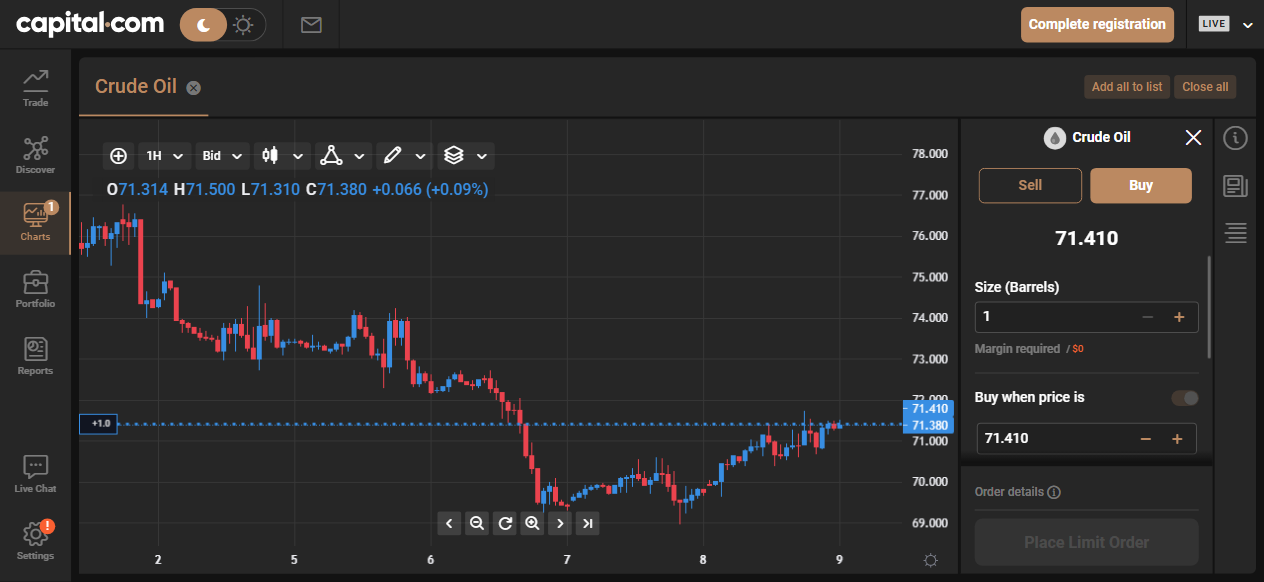 capital.com
Complete registration
LIVE
Trade
Discover
1
Charts
Portfolio
Reports
Live Chat
!
Settings
Crude Oil
Add all to list
Close all
1H
Bid
O71.314 H71.500 L71.310 C71.380 +0.066 (+0.09%)
78.000
77.000
76.000
75.000
74.000
73.000
72.000
71.410
71.380
71.000
70.000
69.000
+1.0
2 5 6 7 8 9
Crude Oil
Sell
Buy
71.410
Size (Barrels)
1
Margin required / $0
Buy when price is
71.410
Order details
Place Limit Order